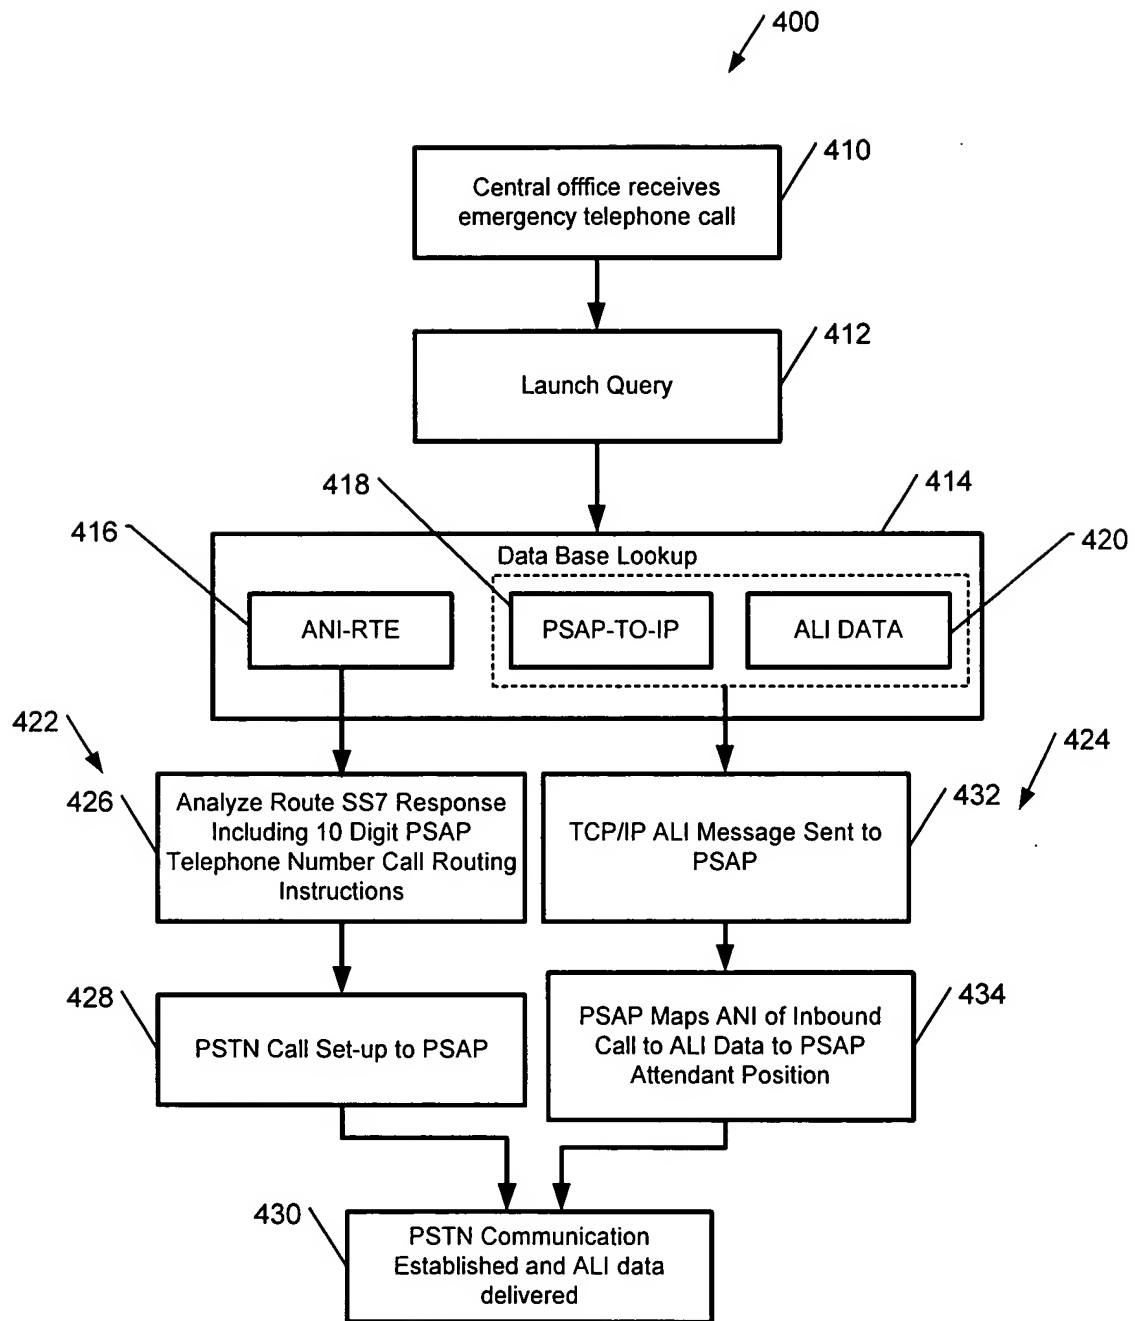 400
410
Central offfice receives
emergency telephone call
412
Launch Query
418
414
416
420
Data Base Lookup
ANI-RTE
PSAP-TO-IP
ALI DATA
422
424
426
Analyze Route SS7 Response
Including 10 Digit PSAP
Telephone Number Call Routing
Instructions
432
TCP/IP ALI Message Sent to
PSAP
428
PSTN Call Set-up to PSAP
434
PSAP Maps ANI of Inbound
Call to ALI Data to PSAP
Attendant Position
430
PSTN Communication
Established and ALI data
delivered